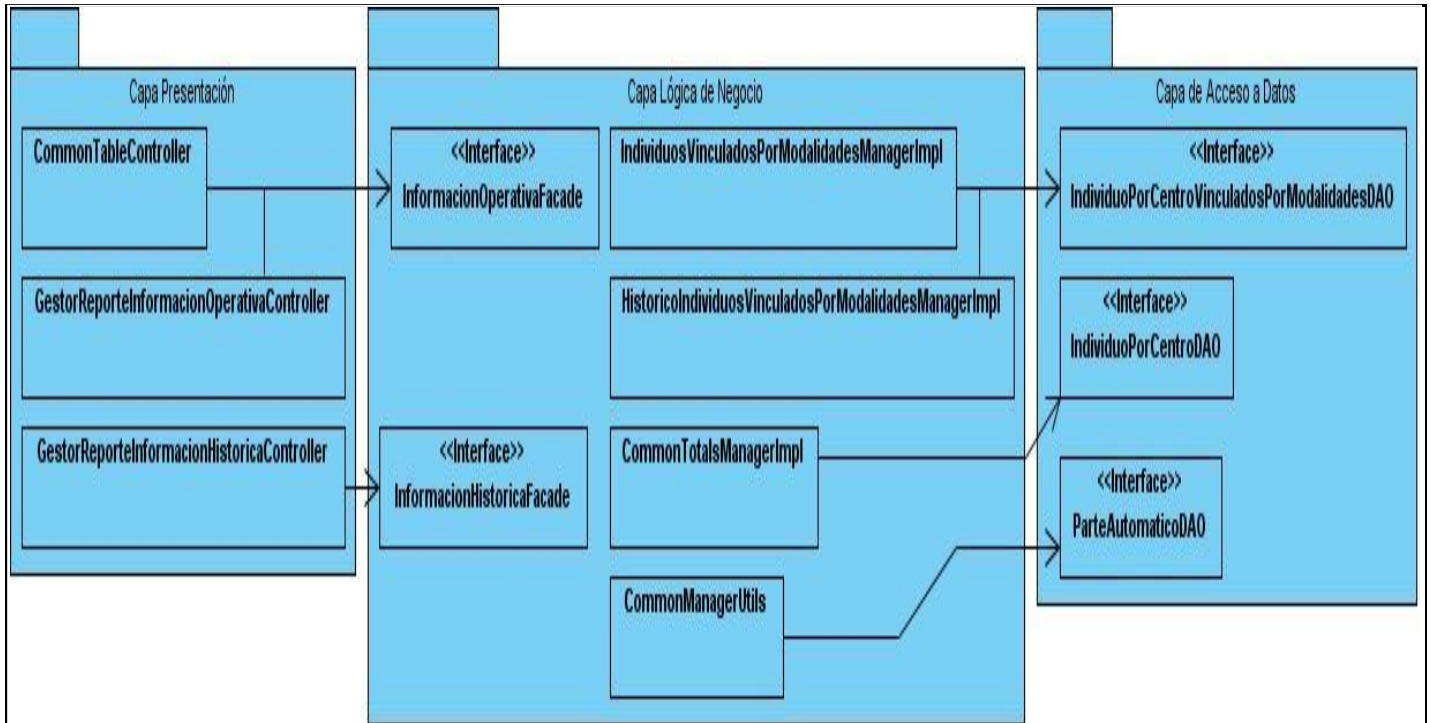 Capa Presentación
CommonTableController
GestorReporteInformacionOperativaController
GestorReporteInformacionHistoricaController
Capa Lógica de Negocio
<<Interface>>
InformacionOperativaFacade
<<Interface>>
InformacionHistoricaFacade
IndividuosVinculadosPorModalidadesManagerImpl
HistoricoIndividuosVinculadosPorModalidadesManagerImpl
CommonTotalsManagerImpl
CommonManagerUtils
Capa de Acceso a Datos
<<Interface>>
IndividuoPorCentroVinculadosPorModalidadesDAO
<<Interface>>
IndividuoPorCentroDAO
<<Interface>>
ParteAutomaticoDAO